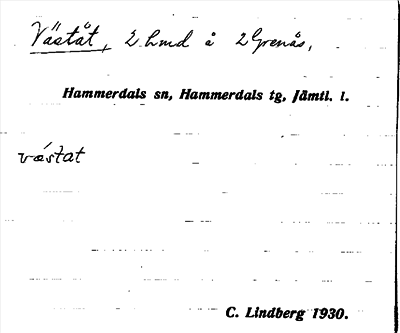 Väståt, 2 hmd å 2 Grenås,
Hammerdals sn, Hammerdals tg, Jämtl. l.
västat
C. Lindberg 1930.